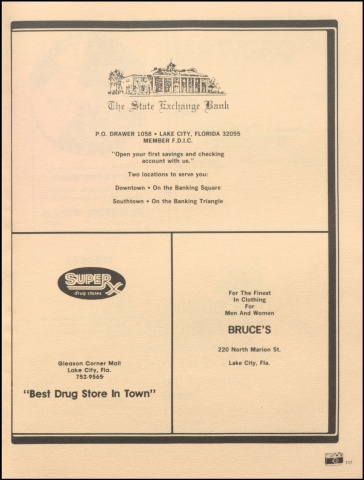 The State Exchange Bank
P.O. DRAWER 1056 • LAKE CITY, FLORIDA 32055
MEMBER F.D.I.C.
"Open your first savings and checking
account with us."
Two locations to serve you:
Downtown • On the Banking Square
Southtown • On the Banking Triangle
SUPER X
drug stores
Gleason Corner Mall
Lake City, Fla.
752-9565
"Best Drug Store In Town"
For The Finest
In Clothing
For
Men And Women
BRUCE'S
220 North Marion St.
Lake City, Fla.